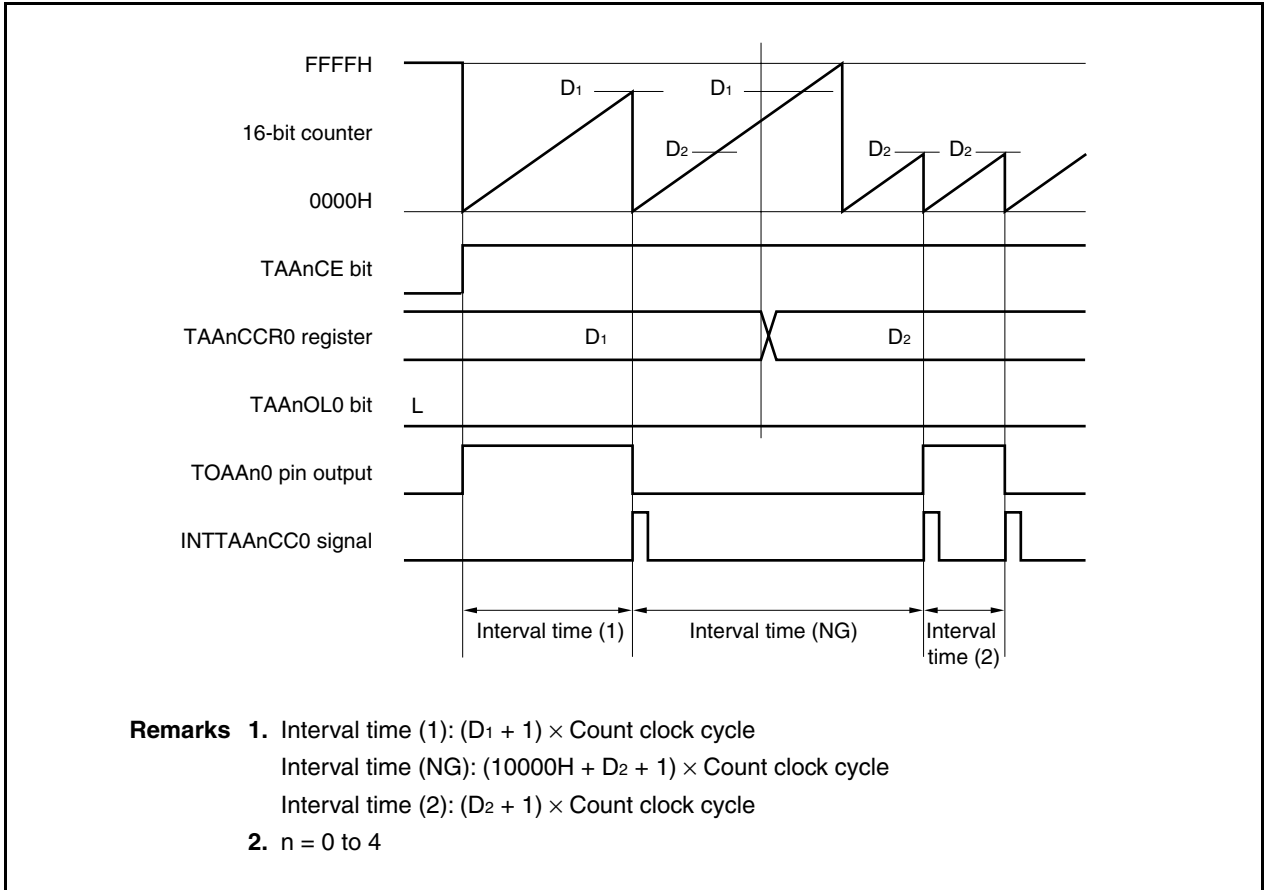 FFFFH
D1
D1
16-bit counter
D2
D2
D2
0000H
TAAnCE bit
TAAnCCR0 register
D1
D2
TAAnOL0 bit
L
TOAAn0 pin output
INTTAAnCC0 signal
Interval time (1)
Interval time (NG)
Interval
time (2)
Remarks 1. Interval time (1): (D1 + 1) × Count clock cycle
Interval time (NG): (10000H + D2 + 1) × Count clock cycle
Interval time (2): (D2 + 1) × Count clock cycle
2. n = 0 to 4